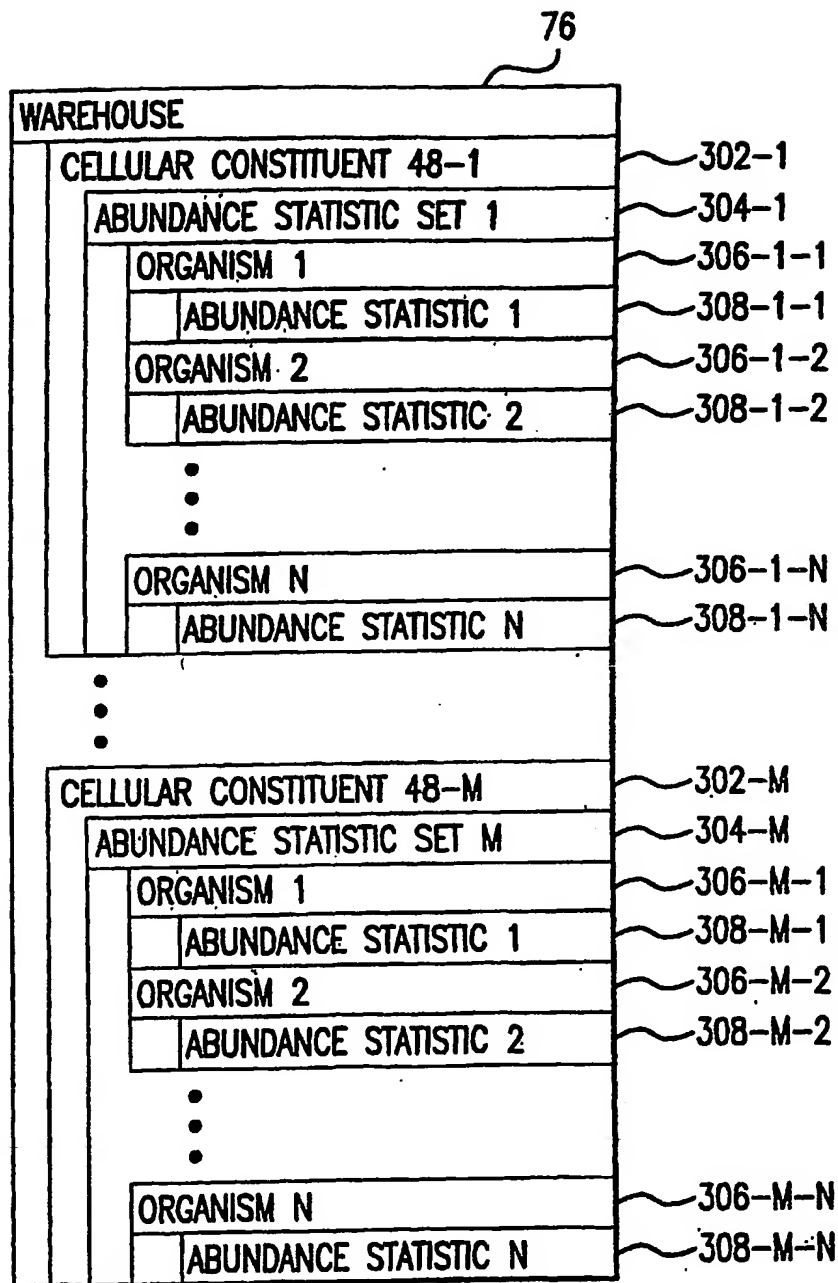 76
WAREHOUSE
CELLULAR CONSTITUENT 48-1 302-1
ABUNDANCE STATISTIC SET 1 304-1
ORGANISM 1 306-1-1
ABUNDANCE STATISTIC 1 308-1-1
ORGANISM 2 306-1-2
ABUNDANCE STATISTIC 2 308-1-2
ORGANISM N 306-1-N
ABUNDANCE STATISTIC N 308-1-N
CELLULAR CONSTITUENT 48-M 302-M
ABUNDANCE STATISTIC SET M 304-M
ORGANISM 1 306-M-1
ABUNDANCE STATISTIC 1 308-M-1
ORGANISM 2 306-M-2
ABUNDANCE STATISTIC 2 308-M-2
ORGANISM N 306-M-N
ABUNDANCE STATISTIC N 308-M-N